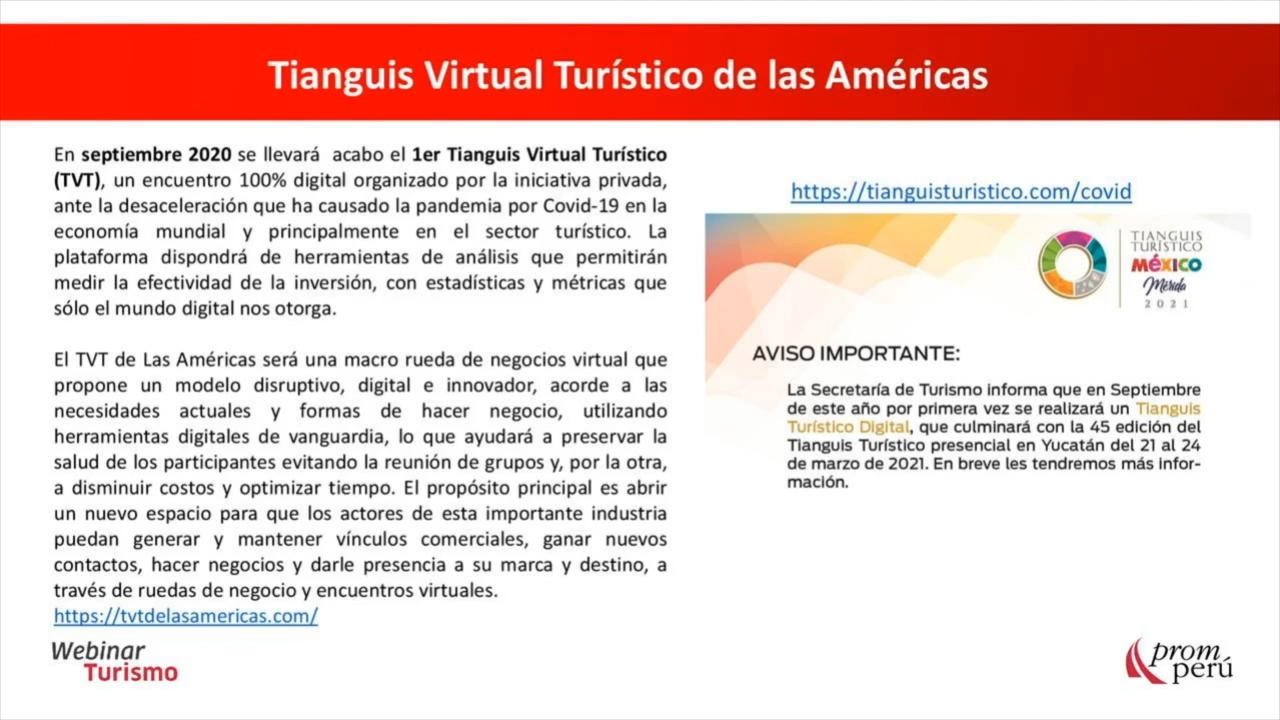 Tianguis Virtual Turístico de las Américas
En septiembre 2020 se llevará acabo el 1er Tianguis Virtual Turístico
(TVT), un encuentro 100% digital organizado por la iniciativa privada,
ante la desaceleración que ha causado la pandemia por Covid-19 en la
economía mundial y principalmente en el sector turístico. La
plataforma dispondrá de herramientas de análisis que permitirán
medir la efectividad de la inversión, con estadísticas y métricas que
sólo el mundo digital nos otorga.
El TVT de Las Américas será una macro rueda de negocios virtual que
propone un modelo disruptivo, digital e innovador, acorde a las
necesidades actuales y formas de hacer negocio, utilizando
herramientas digitales de vanguardia, lo que ayudará a preservar la
salud de los participantes evitando la reunión de grupos y, por la otra,
a disminuir costos y optimizar tiempo. El propósito principal es abrir
un nuevo espacio para que los actores de esta importante industria
puedan generar y mantener vínculos comerciales, ganar nuevos
contactos, hacer negocios y darle presencia a su marca y destino, a
través de ruedas de negocio y encuentros virtuales.
https://tvtdelasamericas.com/
https://tianguisturistico.com/covid
TIANGUIS
TURÍSTICO
MÉXICO
Mérida
2021
AVISO IMPORTANTE:
La Secretaría de Turismo informa que en Septiembre
de este año por primera vez se realizará un Tianguis
Turístico Digital, que culminará con la 45 edición del
Tianguis Turístico presencial en Yucatán del 21 al 24
de marzo de 2021. En breve les tendremos más infor-
mación.
Webinar
Turismo
prom
perú